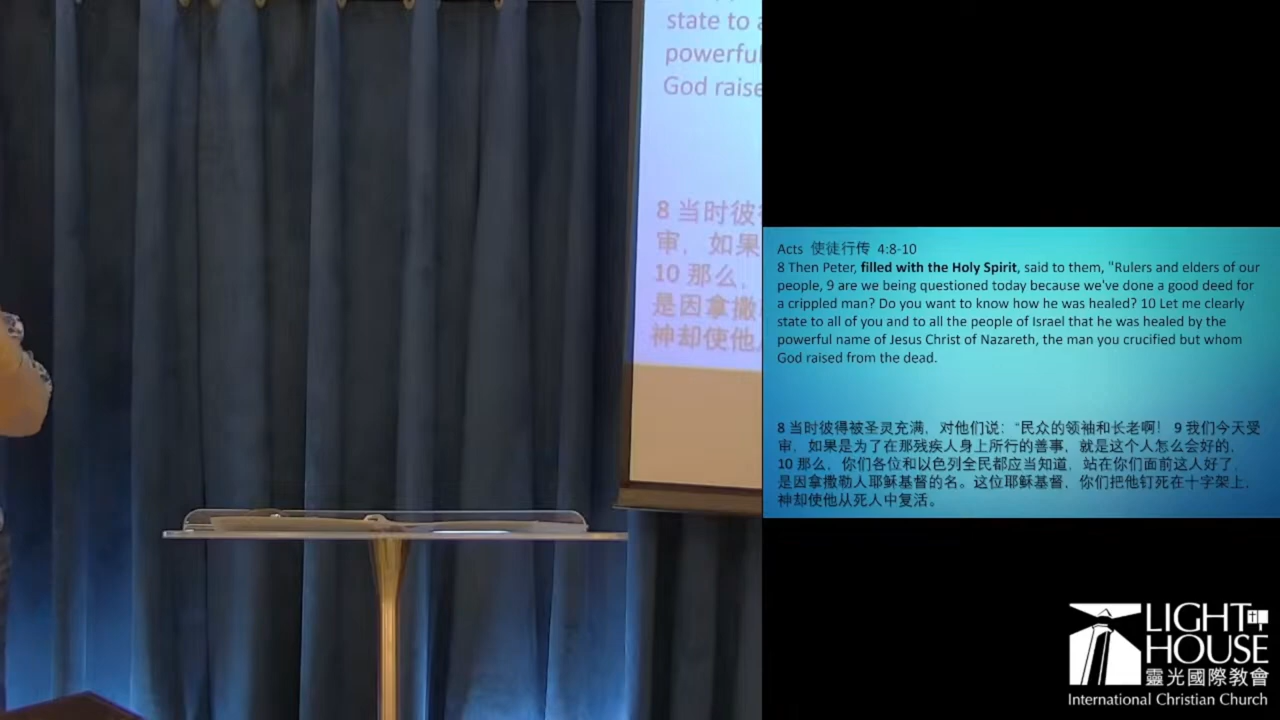 state to
powerful
God raise
8 当时彼
审，如果
10 那么，
是因拿撒
神却使他
Acts 使徒行传 4:8-10
8 Then Peter, filled with the Holy Spirit, said to them, "Rulers and elders of our
people, 9 are we being questioned today because we've done a good deed for
a crippled man? Do you want to know how he was healed? 10 Let me clearly
state to all of you and to all the people of Israel that he was healed by the
powerful name of Jesus Christ of Nazareth, the man you crucified but whom
God raised from the dead.
8 当时彼得被圣灵充满，对他们说：“民众的领袖和长老啊！ 9 我们今天受
审，如果是为了在那残疾人身上所行的善事，就是这个人怎么会好的，
10 那么，你们各位和以色列全民都应当知道，站在你们面前这人好了，
是因拿撒勒人耶稣基督的名。这位耶稣基督，你们把他钉死在十字架上，
神却使他从死人中复活。
LIGHT
HOUSE
靈光國際教會
International Christian Church